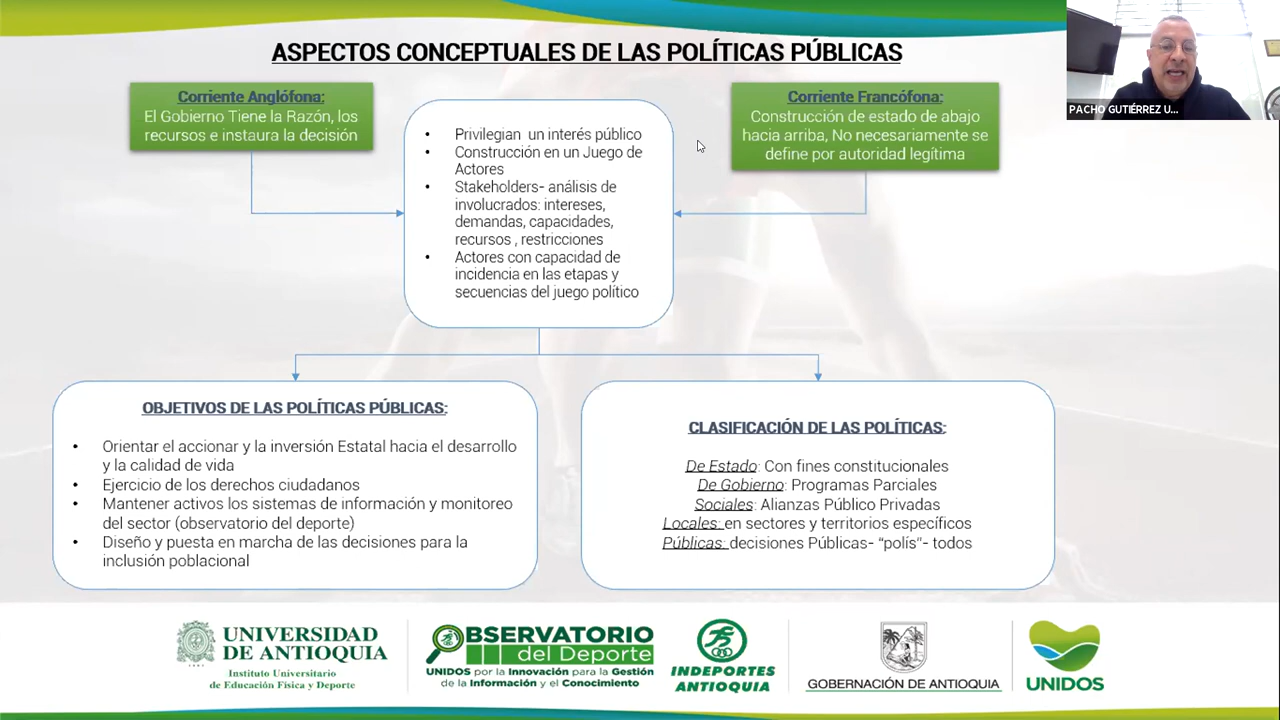 ASPECTOS CONCEPTUALES DE LAS POLÍTICAS PÚBLICAS
Corriente Anglófona:
El Gobierno Tiene la Razón, los
recursos e instaura la decisión
• Privilegian un interés público
• Construcción en un Juego de
Actores
• Stakeholders- análisis de
involucrados: intereses,
demandas, capacidades,
recursos , restricciones
• Actores con capacidad de
incidencia en las etapas y
secuencias del juego político
Corriente Francófona:
Construcción de estado de abajo
hacia arriba, No necesariamente se
define por autoridad legítima
PACHO GUTIÉRREZ U...
OBJETIVOS DE LAS POLÍTICAS PÚBLICAS:
• Orientar el accionar y la inversión Estatal hacia el desarrollo
y la calidad de vida
• Ejercicio de los derechos ciudadanos
• Mantener activos los sistemas de información y monitoreo
del sector (observatorio del deporte)
• Diseño y puesta en marcha de las decisiones para la
inclusión poblacional
CLASIFICACIÓN DE LAS POLÍTICAS:
De Estado: Con fines constitucionales
De Gobierno: Programas Parciales
Sociales: Alianzas Público Privadas
Locales: en sectores y territorios específicos
Públicas: decisiones Públicas- “polís”- todos
UNIVERSIDAD
DE ANTIOQUIA
Instituto Universitario
de Educación Física y Deporte
OBSERVATORIO
del Deporte
UNIDOS por la Innovación para la Gestión
de la Información y el Conocimiento
INDEPORTES
ANTIOQUIA
GOBERNACIÓN DE ANTIOQUIA
UNIDOS